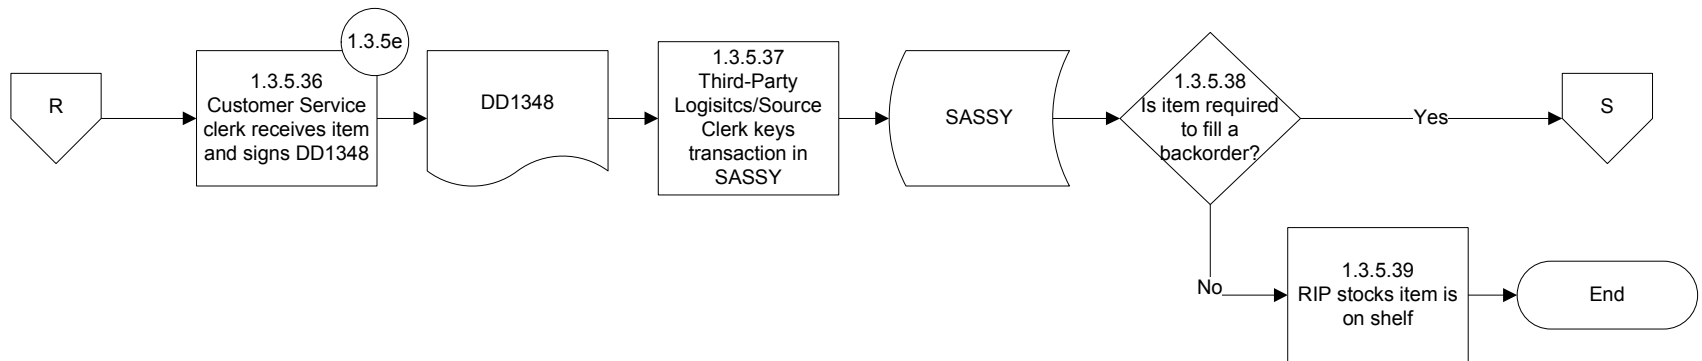 R
1.3.5e
1.3.5.36
Customer Service
clerk receives item
and signs DD1348
DD1348
1.3.5.37
Third-Party
Logisitcs/Source
Clerk keys
transaction in
SASSY
SASSY
1.3.5.38
Is item required
to fill a
backorder?
Yes
S
No
1.3.5.39
RIP stocks item is
on shelf
End